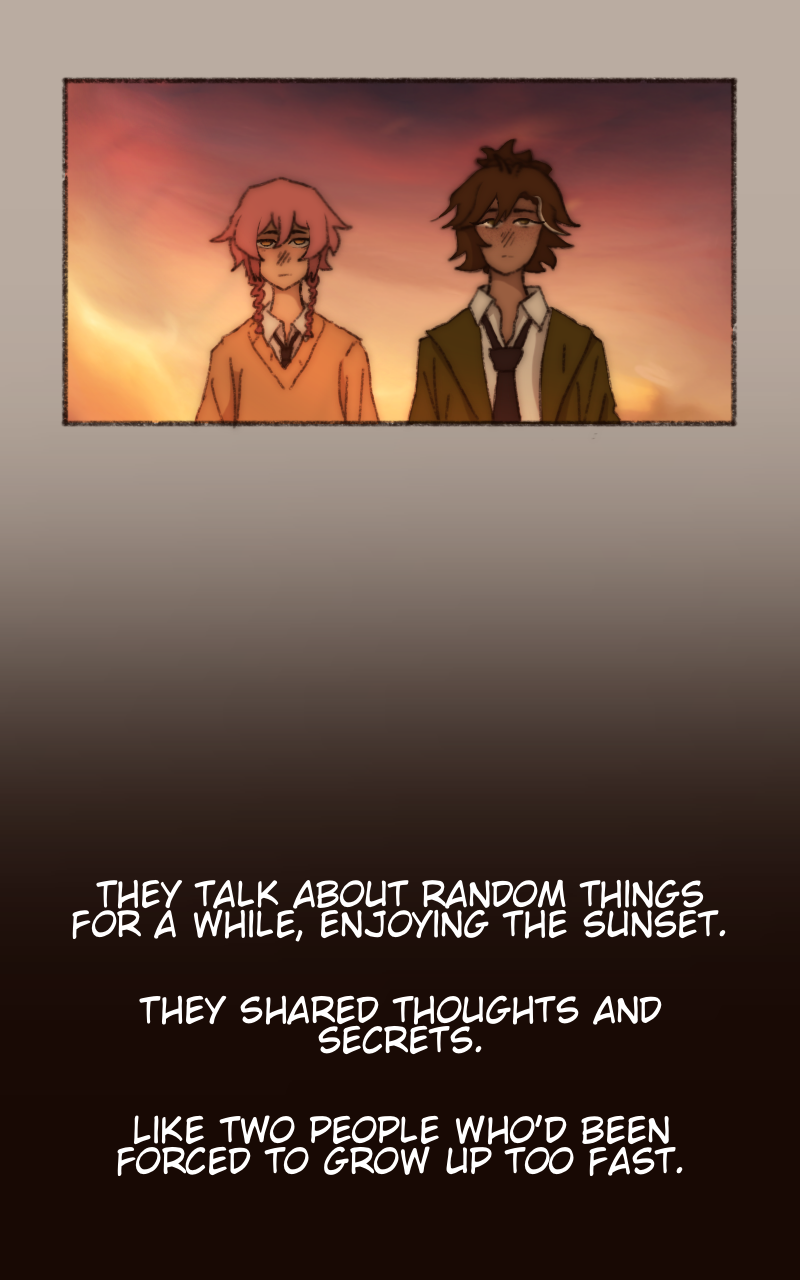 THEY TALK ABOUT RANDOM THINGS
FOR A WHILE, ENJOYING THE SUNSET.
THEY SHARED THOUGHTS AND
SECRETS.
LIKE TWO PEOPLE WHO'D BEEN
FORCED TO GROW UP TOO FAST.